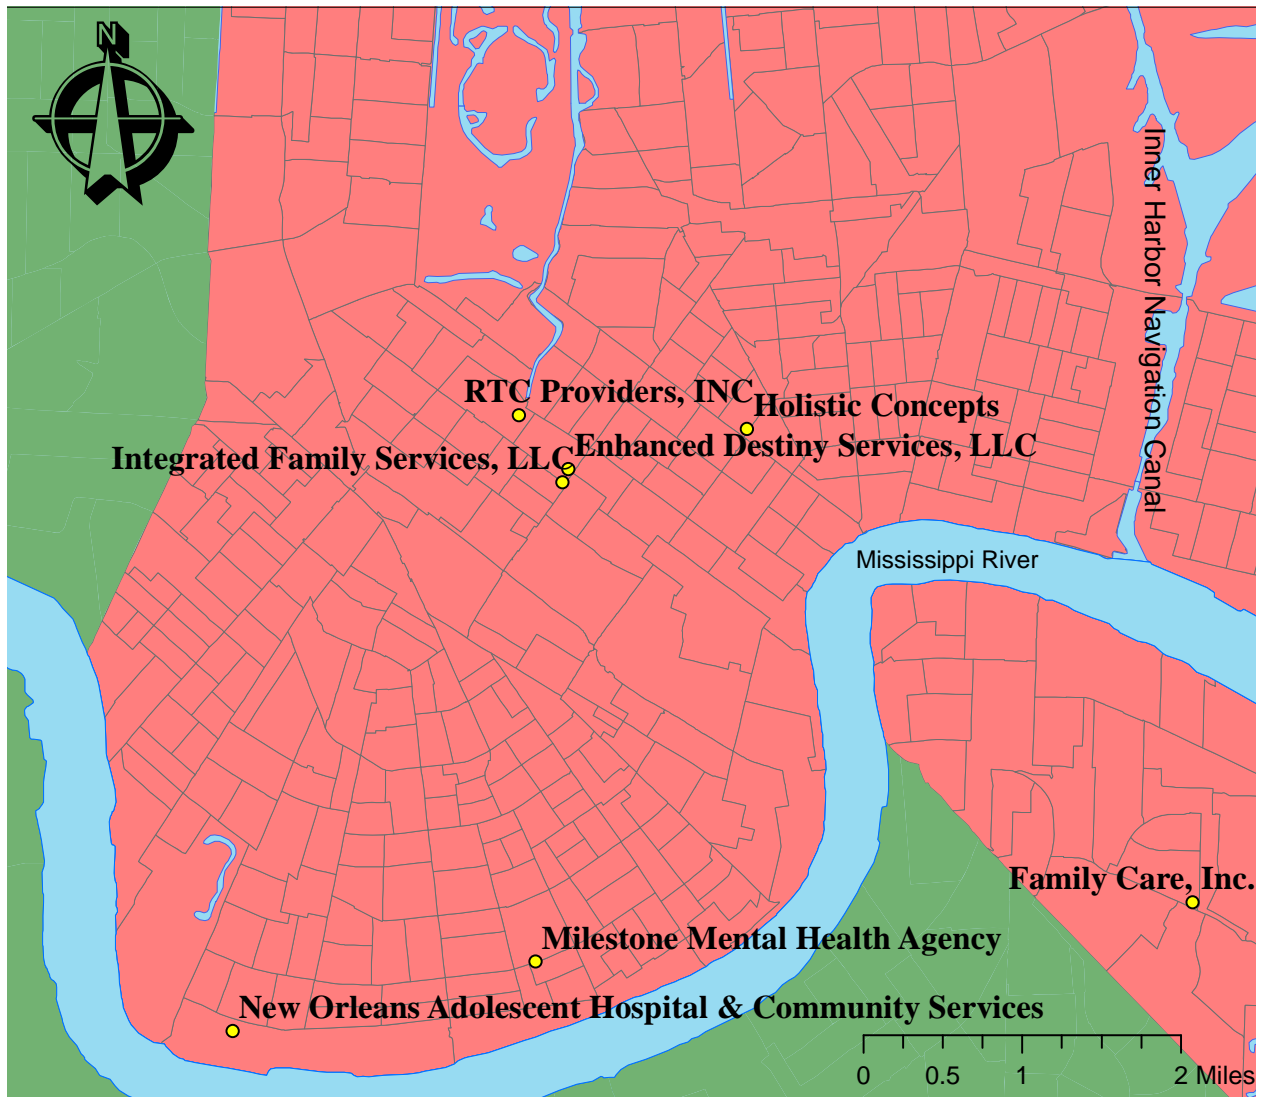 N
Inner Harbor Navigation Canal
RTC Providers, INC
Holistic Concepts
Enhanced Destiny Services, LLC
Integrated Family Services, LLC
Mississippi River
Family Care, Inc.
Milestone Mental Health Agency
New Orleans Adolescent Hospital & Community Services
0 0.5 1 2 Miles